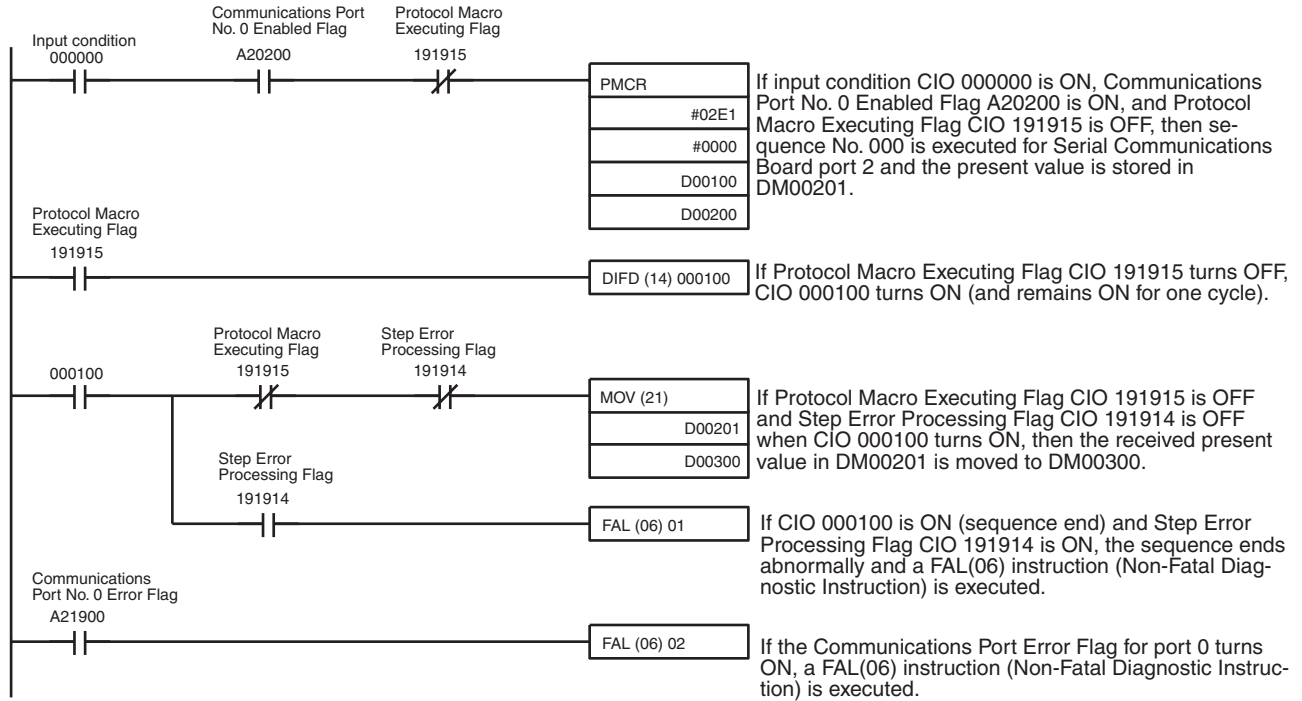 Communications Port
No. 0 Enabled Flag
Protocol Macro
Executing Flag
Input condition
000000
A20200
191915
PMCR
#02E1
#0000
D00100
D00200
If input condition CIO 000000 is ON, Communications
Port No. 0 Enabled Flag A20200 is ON, and Protocol
Macro Executing Flag CIO 191915 is OFF, then se-
quence No. 000 is executed for Serial Communications
Board port 2 and the present value is stored in
DM00201.
Protocol Macro
Executing Flag
191915
DIFD (14) 000100
If Protocol Macro Executing Flag CIO 191915 turns OFF,
CIO 000100 turns ON (and remains ON for one cycle).
Protocol Macro
Executing Flag
Step Error
Processing Flag
000100
191915
191914
MOV (21)
D00201
D00300
If Protocol Macro Executing Flag CIO 191915 is OFF
and Step Error Processing Flag CIO 191914 is OFF
when CIO 000100 turns ON, then the received present
value in DM00201 is moved to DM00300.
Step Error
Processing Flag
191914
FAL (06) 01
If CIO 000100 is ON (sequence end) and Step Error
Processing Flag CIO 191914 is ON, the sequence ends
abnormally and a FAL(06) instruction (Non-Fatal Diag-
nostic Instruction) is executed.
Communications
Port No. 0 Error Flag
A21900
FAL (06) 02
If the Communications Port Error Flag for port 0 turns
ON, a FAL(06) instruction (Non-Fatal Diagnostic Instruc-
tion) is executed.